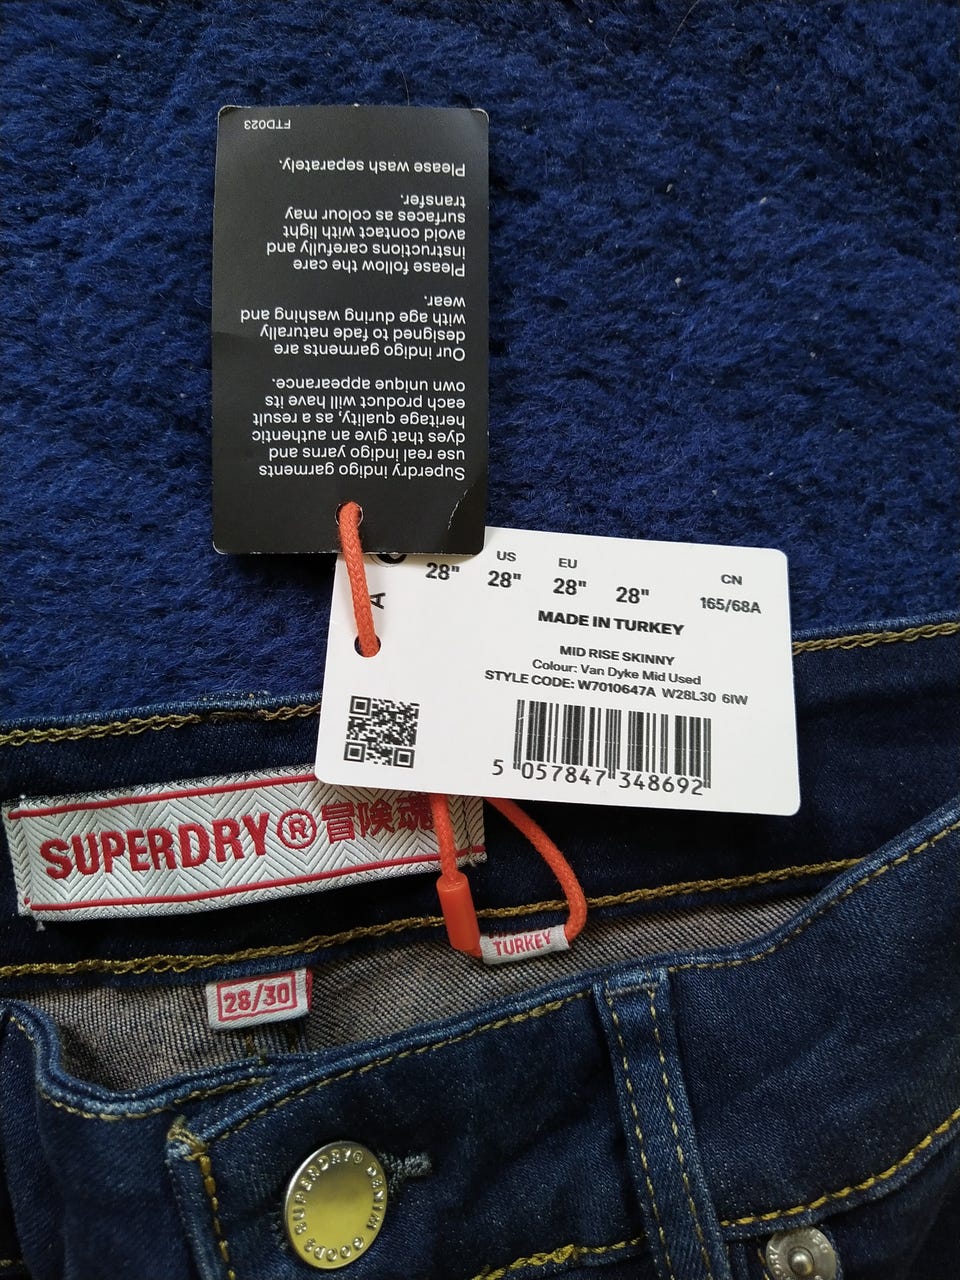 Superdry indigo garments
use real indigo yarns and
dyes that give an authentic
heritage quality, as a result
each product will have its
own unique appearance.
Our indigo garments are
designed to fade naturally
with age during washing and
wear.
Please follow the care
instructions carefully and
avoid contact with light
surfaces as colour may
transfer.
Please wash separately.
FTD023
US EU CN
28" 28" 28" 28" 165/68A
A
MADE IN TURKEY
MID RISE SKINNY
Colour: Van Dyke Mid Used
STYLE CODE: W7010647A W28L30 6IW
5 057847 348692
SUPERDRY® 冒険魂
TURKEY
28/30
SUPERDRY® DENIM GOODS